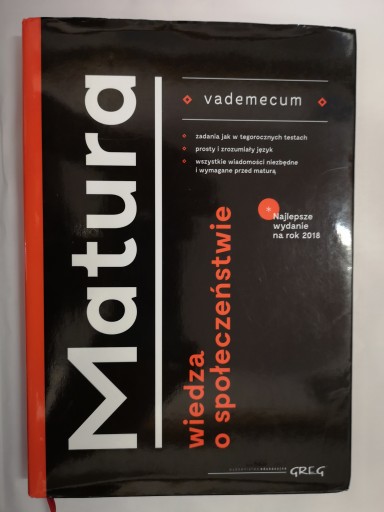 Matura
wiedza
o społeczeństwie
vademecum
zadania jak w tegorocznych testach
prosty i zrozumiały język
wszystkie wiadomości niezbędne
i wymagane przed maturą
Najlepsze
wydanie
na rok 2018
GREG